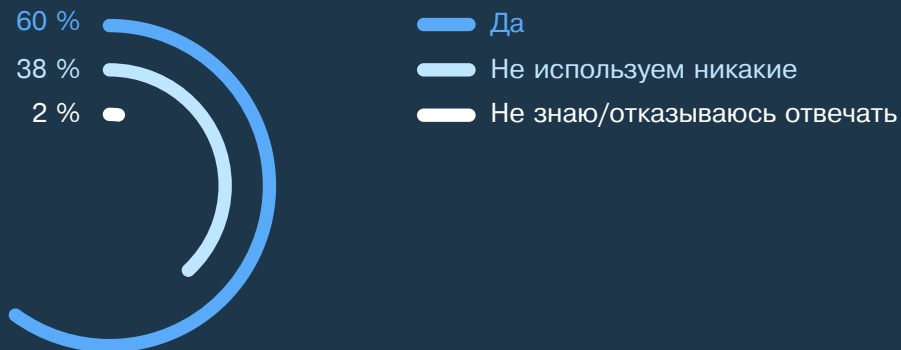 60 % Да
38 % Не используем никакие
2 % Не знаю/отказываюсь отвечать